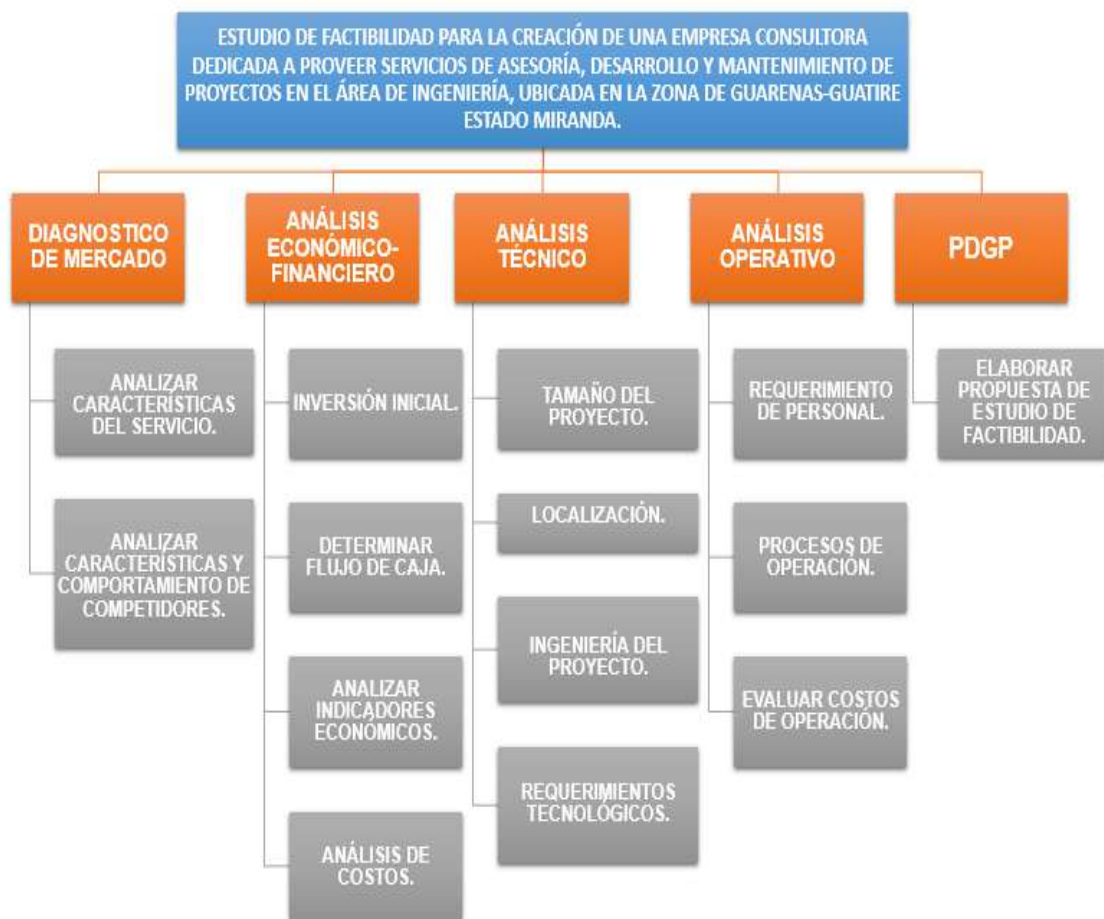 ESTUDIO DE FACTIBILIDAD PARA LA CREACIÓN DE UNA EMPRESA CONSULTORA
DEDICADA A PROVEER SERVICIOS DE ASESORÍA, DESARROLLO Y MANTENIMIENTO DE
PROYECTOS EN EL ÁREA DE INGENIERÍA, UBICADA EN LA ZONA DE GUARENAS-GUATIRE
ESTADO MIRANDA.
DIAGNOSTICO
DE MERCADO
ANALIZAR
CARACTERÍSTICAS
DEL SERVICIO.
ANALIZAR
CARACTERÍSTICAS Y
COMPORTAMIENTO DE
COMPETIDORES.
ANÁLISIS
ECONÓMICO-
FINANCIERO
INVERSIÓN INICIAL.
DETERMINAR
FLUJO DE CAJA.
ANALIZAR
INDICADORES
ECONÓMICOS.
ANÁLISIS DE
COSTOS.
ANÁLISIS
TÉCNICO
TAMAÑO DEL
PROYECTO.
LOCALIZACIÓN.
INGENIERÍA DEL
PROYECTO.
REQUERIMIENTOS
TECNOLÓGICOS.
ANÁLISIS
OPERATIVO
REQUERIMIENTO
DE PERSONAL.
PROCESOS DE
OPERACIÓN.
EVALUAR COSTOS
DE OPERACIÓN.
PDGP
ELABORAR
PROPUESTA DE
ESTUDIO DE
FACTIBILIDAD.